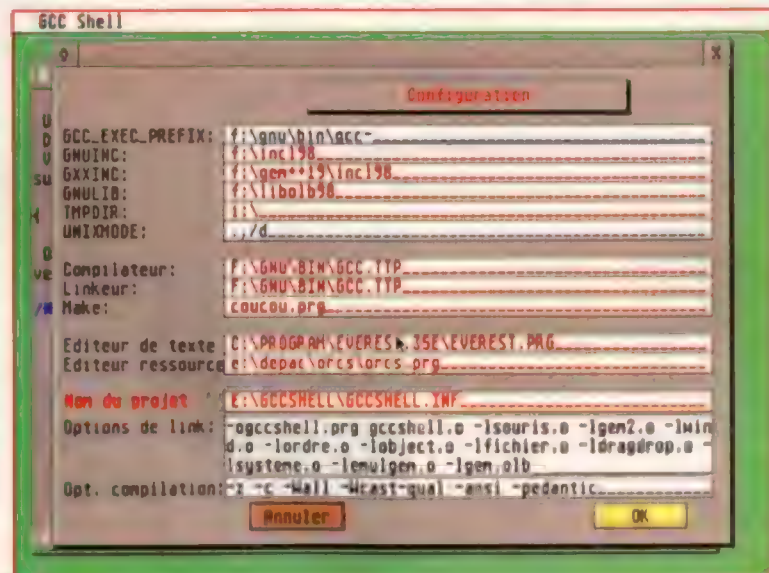 GCC Shell
Configuration
GCC_EXEC_PREFIX: f:\gnu\bin\gcc-
GNUINC: f:\incl98
GXXINC: f:\gem++19\incl98
GNULIB: f:\libolb98
TMPDIR: i:\
UNIXMODE: .,/d
Compilateur: F:\GNU\BIN\GCC.TTP
Linkeur: F:\GNU\BIN\GCC.TTP
Make: coucou.prg
Editeur de texte C:\PROGRAM\EVERES .35E\EVEREST.PRG
Editeur ressource e:\depac\orcs\orcs.prg
Nom du projet E:\GCCSHELL\GCCSHELL.INF
Options de link: -ogccshell.prg gccshell.o -lsouris.o -lgem2.o -lwin
d.o -lordre.o -lobject.o -lfichier.o -ldragdrop.o -
lsysteme.o -lemulgem.o -lgem.olb
Opt. compilation: -c -Wall -Wcast-qual -ansi -pedantic
Annuler OK